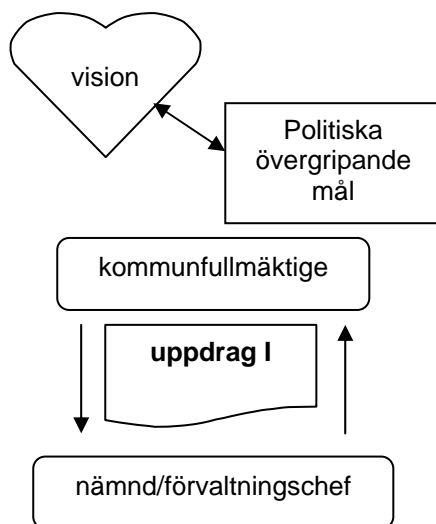 vision
Politiska
övergripande
mål
kommunfullmäktige
uppdrag I
nämnd/förvaltningschef